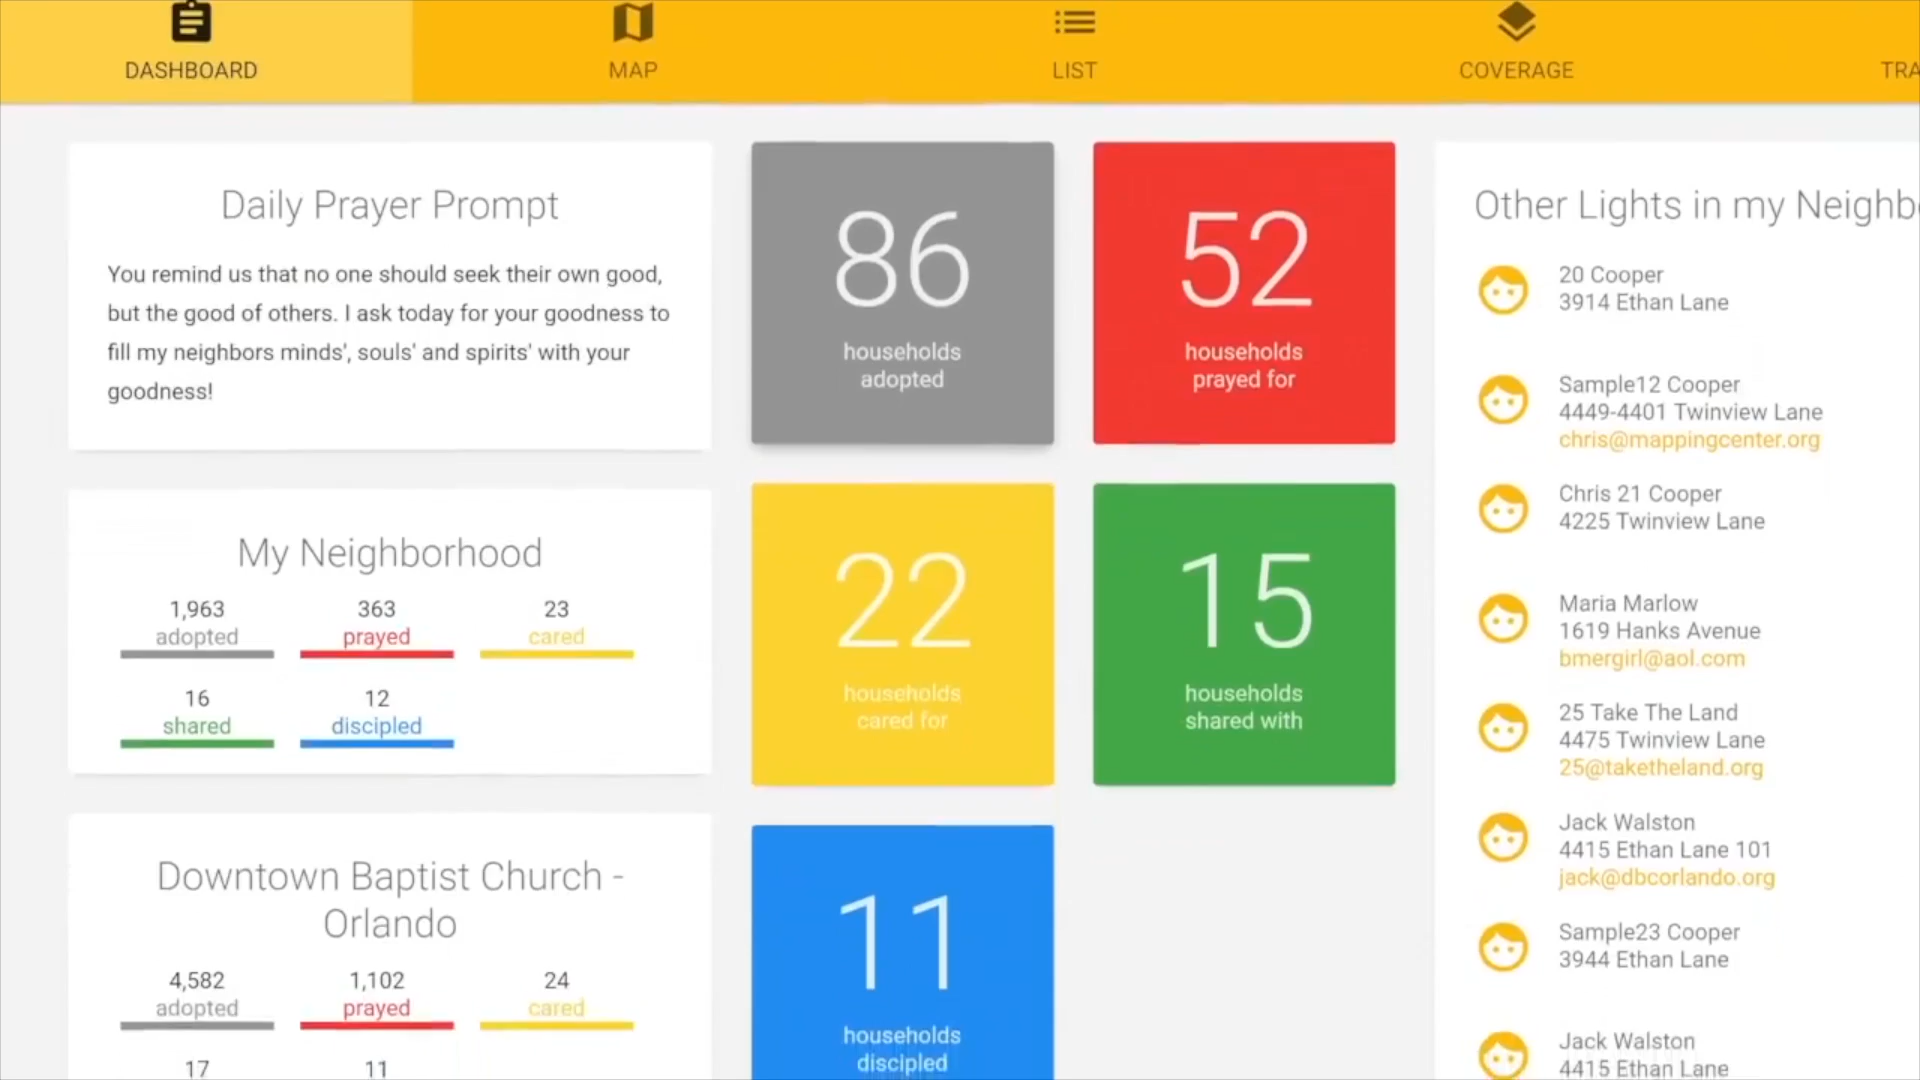 DASHBOARD
MAP
LIST
COVERAGE
Daily Prayer Prompt
You remind us that no one should seek their own good,
but the good of others. I ask today for your goodness to
fill my neighbors minds', souls' and spirits' with your
goodness!
My Neighborhood
1,963
adopted
363
prayed
23
cared
16
shared
12
discipled
Downtown Baptist Church -
Orlando
4,582
adopted
1,102
prayed
24
cared
17
11
86
households
adopted
52
households
prayed for
22
households
cared for
15
households
shared with
11
households
discipled
Other Lights in my
20 Cooper
3914 Ethan Lane
Sample12 Cooper
4449-4401 Twinview Lane
chris@mappingcenter.org
Chris 21 Cooper
4225 Twinview Lane
Maria Marlow
1619 Hanks Avenue
bmergirl@aol.com
25 Take The Land
4475 Twinview Lane
25@taketheland.org
Jack Walston
4415 Ethan Lane 101
jack@dbcorlando.org
Sample23 Cooper
3944 Ethan Lane
Jack Walston
4415 Ethan Lane